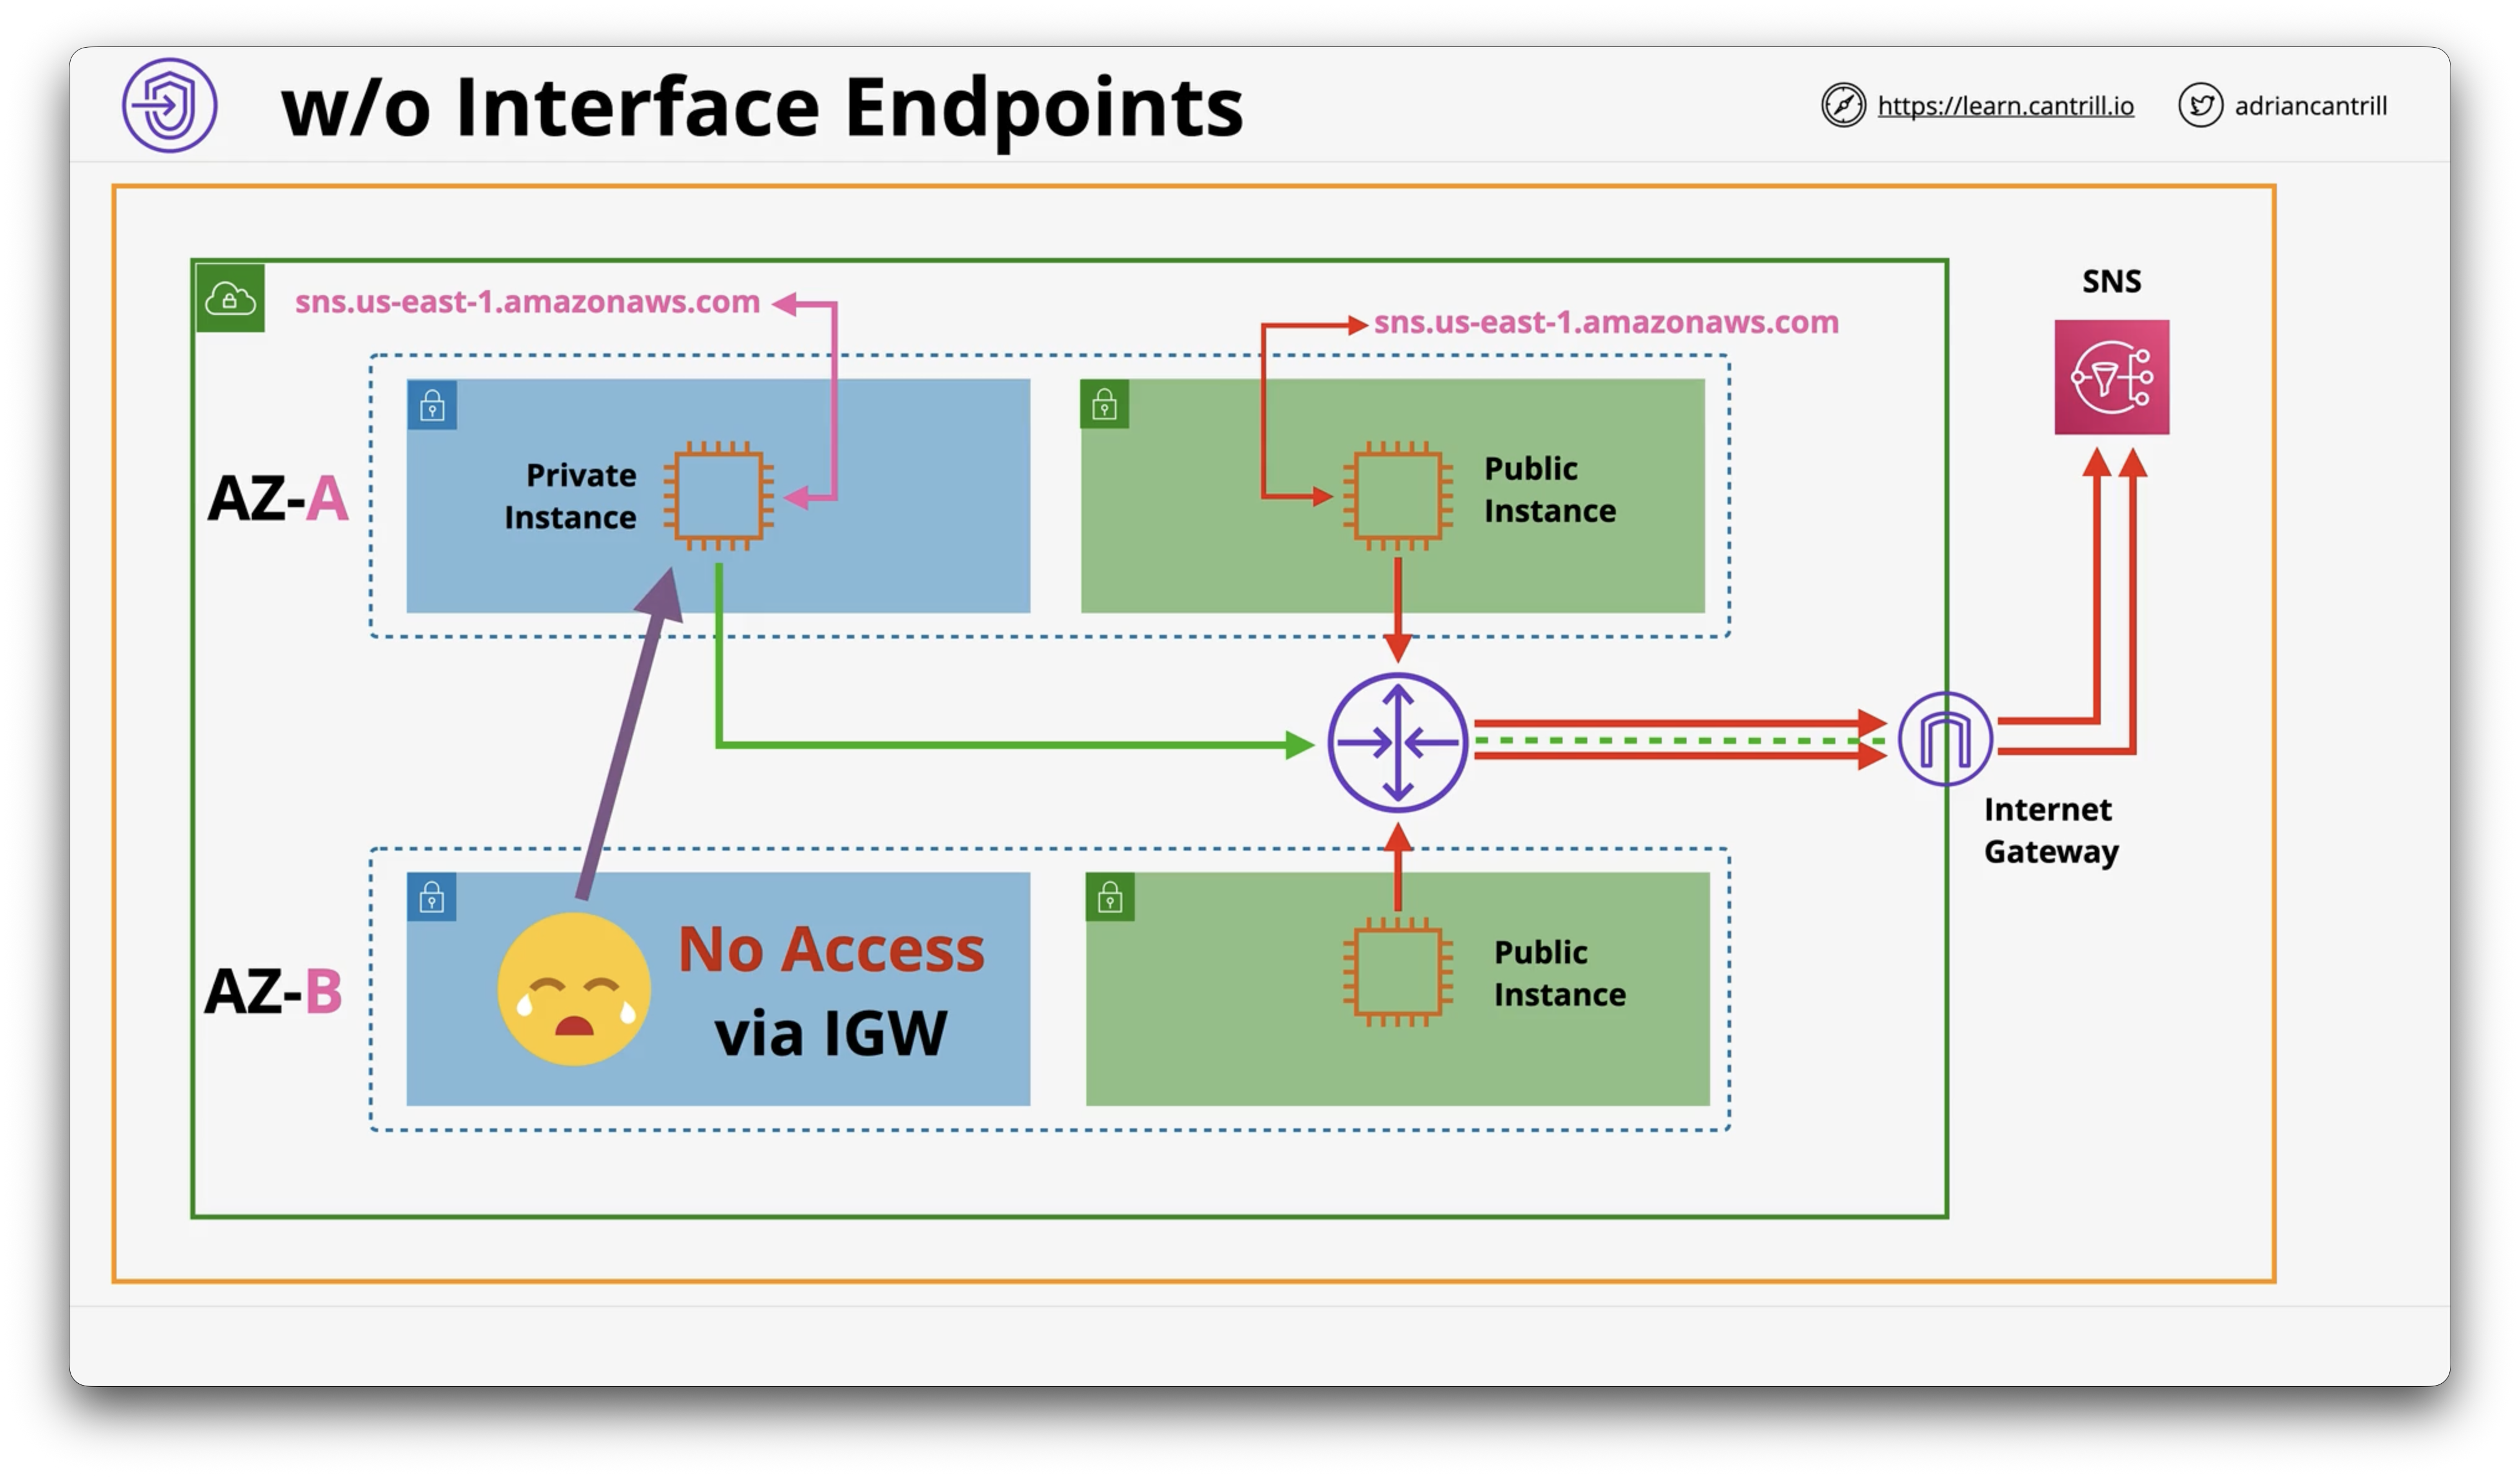 w/o Interface Endpoints
https://learn.cantrill.io
adriancantrill
sns.us-east-1.amazonaws.com
sns.us-east-1.amazonaws.com
SNS
AZ-A
Private
Instance
Public
Instance
Internet
Gateway
AZ-B
No Access
via IGW
Public
Instance